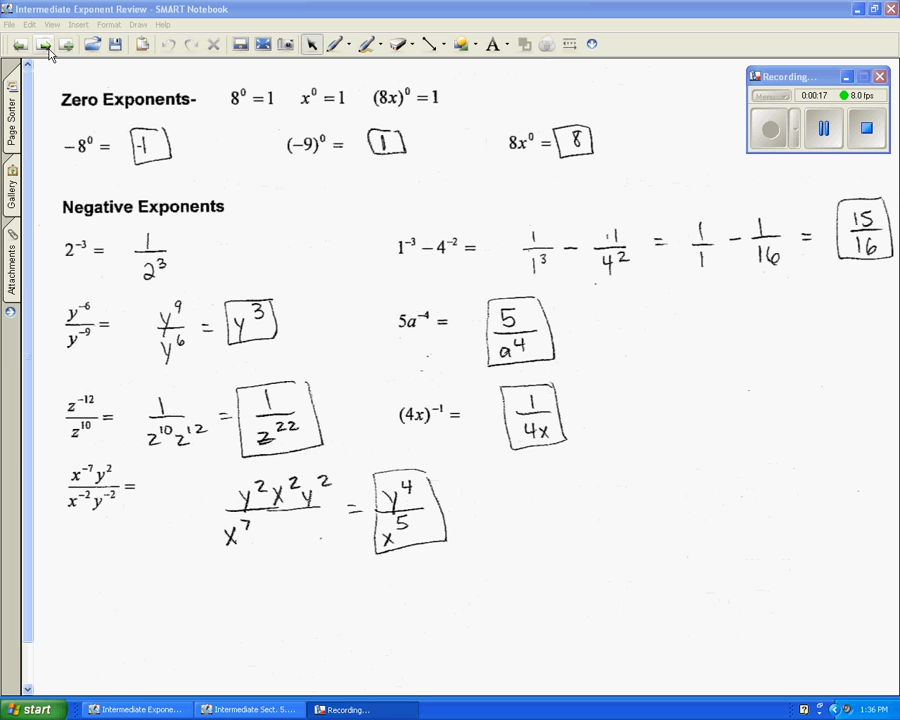 Intermediate Exponent Review - SMART Notebook
File Edit View Insert Format Draw Help
Page Sorter
Gallery
Attachments
Recording...
Menu
0:00:17 8.0 fps
Zero Exponents- 8⁰ = 1 x⁰ = 1 (8x)⁰ = 1
−8⁰ = -1 (−9)⁰ = 1 8x⁰ = 8
Negative Exponents
2⁻³ = 1/2³ 1⁻³ − 4⁻² = 1/1³ − 1/4² = 1/1 − 1/16 = 15/16
y⁻⁶/y⁻⁹ = y⁹/y⁶ = y³ 5a⁻⁴ = 5/a⁴
z⁻¹²/z¹⁰ = 1/z¹⁰z¹² = 1/z²² (4x)⁻¹ = 1/4x
x⁻⁷y²/x⁻²y⁻² = y²x²y²/x⁷ = y⁴/x⁵
start Intermediate Expone... Intermediate Sect. 5.... Recording... 1:36 PM